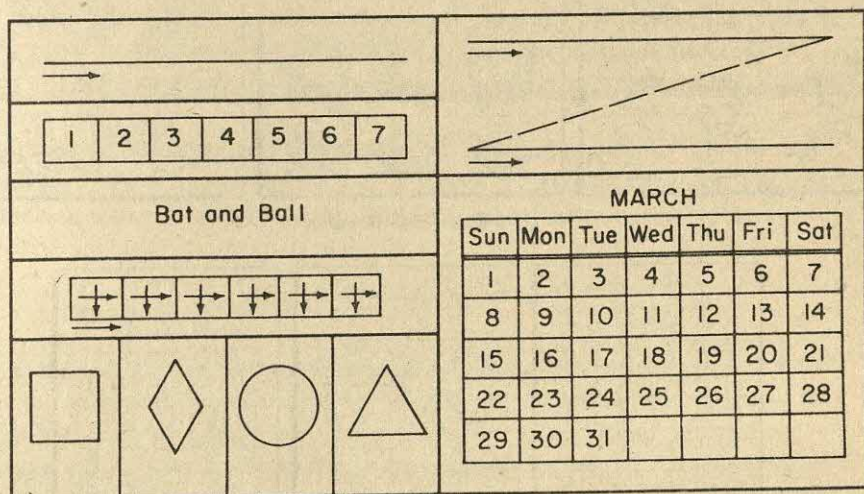 1 2 3 4 5 6 7
Bat and Ball
MARCH
Sun Mon Tue Wed Thu Fri Sat
1 2 3 4 5 6 7
8 9 10 11 12 13 14
15 16 17 18 19 20 21
22 23 24 25 26 27 28
29 30 31